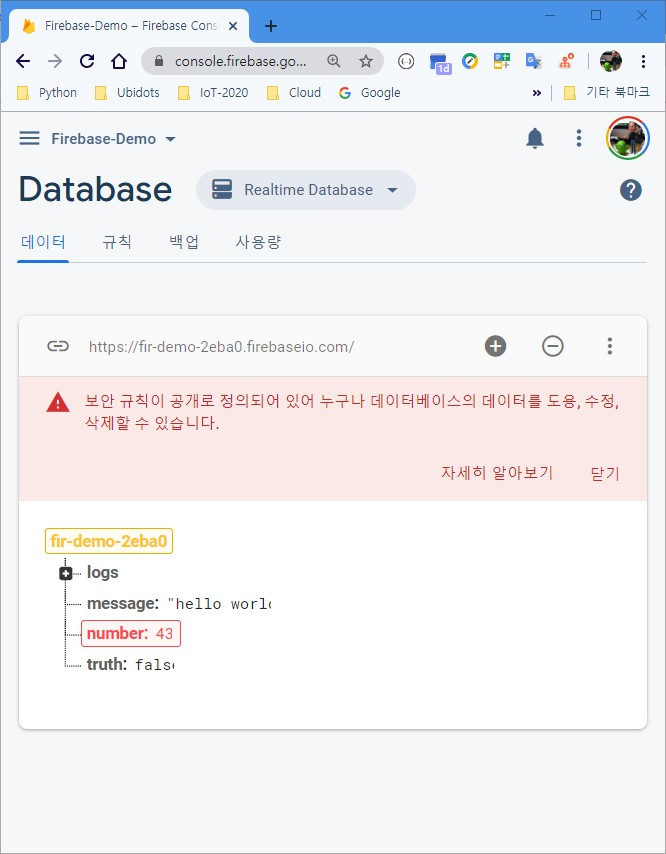 Firebase-Demo – Firebase Cons
console.firebase.go...
1d
Python
Ubidots
IoT-2020
Cloud
Google
»
기타 북마크
Firebase-Demo
Database
Realtime Database
데이터
규칙
백업
사용량
https://fir-demo-2eba0.firebaseio.com/
보안 규칙이 공개로 정의되어 있어 누구나 데이터베이스의 데이터를 도용, 수정,
삭제할 수 있습니다.
자세히 알아보기
닫기
fir-demo-2eba0
logs
message: "hello world
number: 43
truth: false